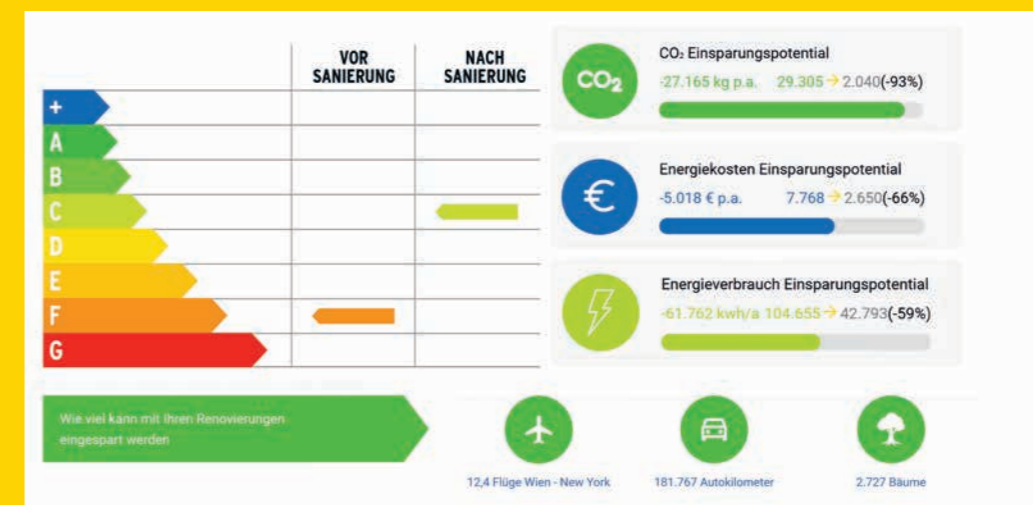 VOR
SANIERUNG
NACH
SANIERUNG
+
A
B
C
D
E
F
G
CO₂
CO₂ Einsparungspotential
-27.165 kg p.a. 29.305 → 2.040(-93%)
€
Energiekosten Einsparungspotential
-5.018 € p.a. 7.768 → 2.650(-66%)
Energieverbrauch Einsparungspotential
-61.762 kwh/a 104.655 → 42.793(-59%)
Wie viel kann mit Ihren Renovierungen
eingespart werden
12,4 Flüge Wien - New York
181.767 Autokilometer
2.727 Bäume